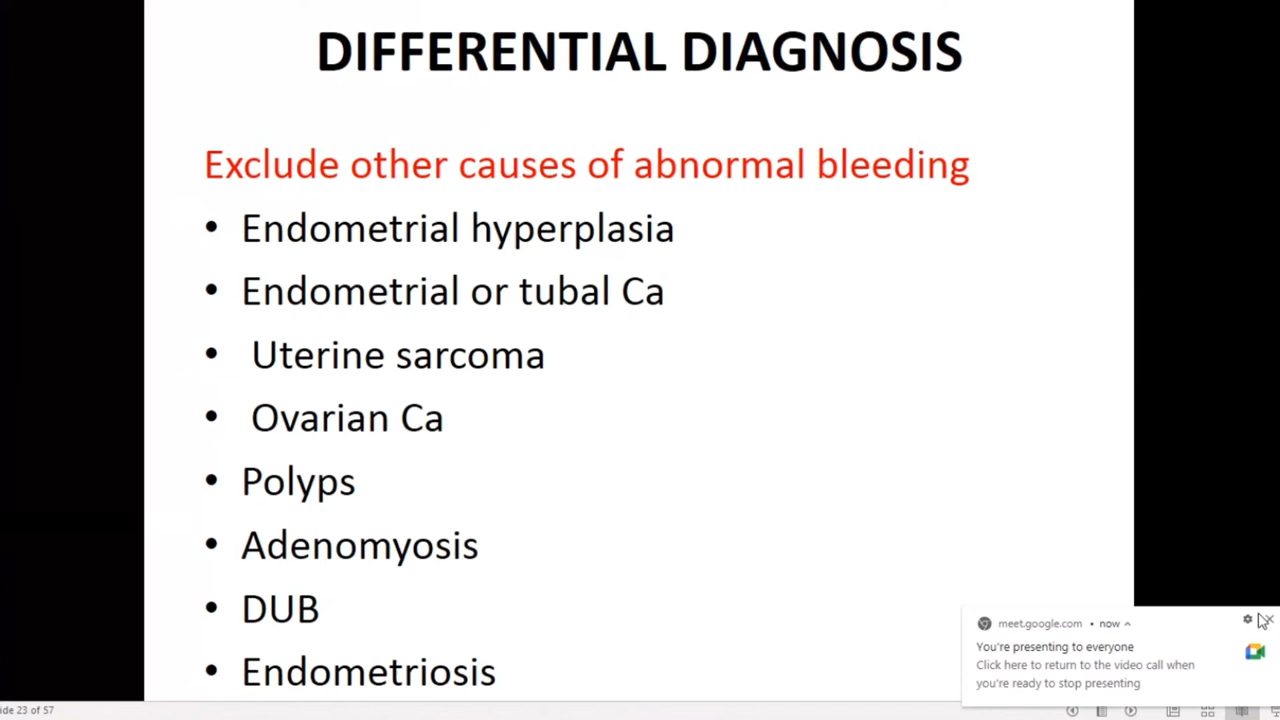 DIFFERENTIAL DIAGNOSIS
Exclude other causes of abnormal bleeding
• Endometrial hyperplasia
• Endometrial or tubal Ca
• Uterine sarcoma
• Ovarian Ca
• Polyps
• Adenomyosis
• DUB
• Endometriosis
meet.google.com • now
You're presenting to everyone
Click here to return to the video call when
you're ready to stop presenting
ide 23 of 57